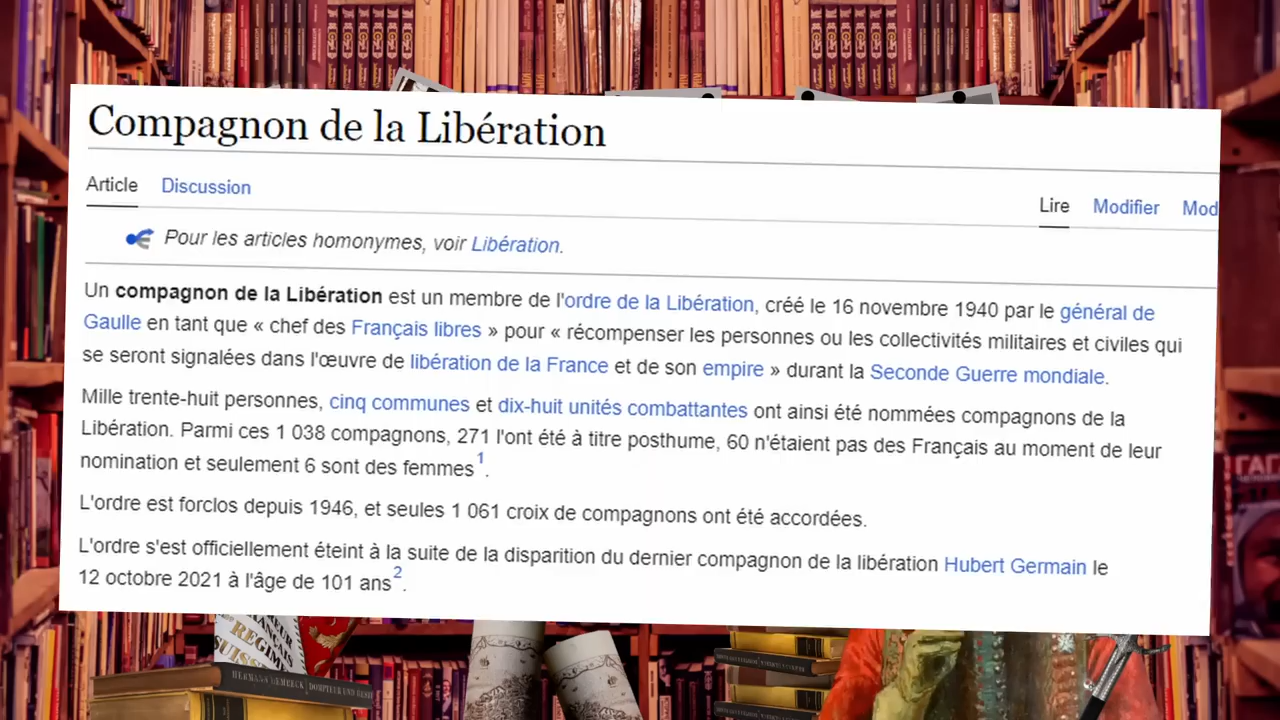 Compagnon de la Libération
Article Discussion
Lire Modifier Mod
Pour les articles homonymes, voir Libération.
Un compagnon de la Libération est un membre de l'ordre de la Libération, créé le 16 novembre 1940 par le général de
Gaulle en tant que « chef des Français libres » pour « récompenser les personnes ou les collectivités militaires et civiles qui
se seront signalées dans l'œuvre de libération de la France et de son empire » durant la Seconde Guerre mondiale.
Mille trente-huit personnes, cinq communes et dix-huit unités combattantes ont ainsi été nommées compagnons de la
Libération. Parmi ces 1 038 compagnons, 271 l'ont été à titre posthume, 60 n'étaient pas des Français au moment de leur
nomination et seulement 6 sont des femmes 1.
L'ordre est forclos depuis 1946, et seules 1 061 croix de compagnons ont été accordées.
L'ordre s'est officiellement éteint à la suite de la disparition du dernier compagnon de la libération Hubert Germain le
12 octobre 2021 à l'âge de 101 ans 2.